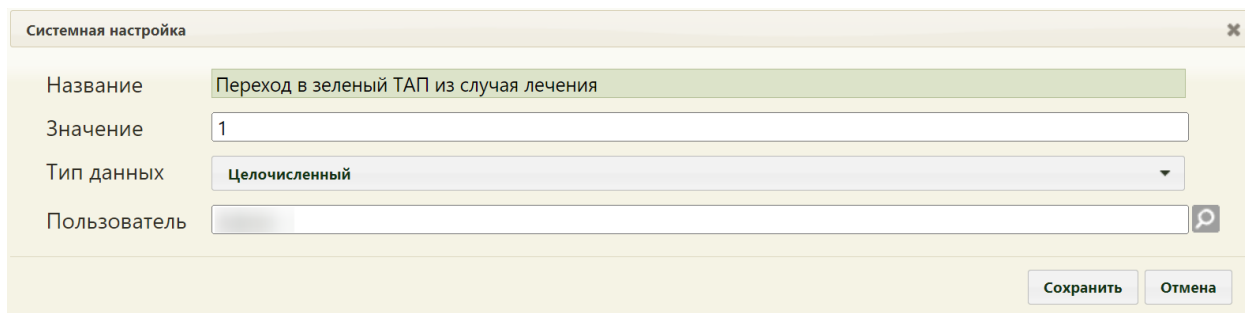 Системная настройка
Название Переход в зеленый ТАП из случая лечения
Значение 1
Тип данных Целочисленный
Пользователь
Сохранить Отмена